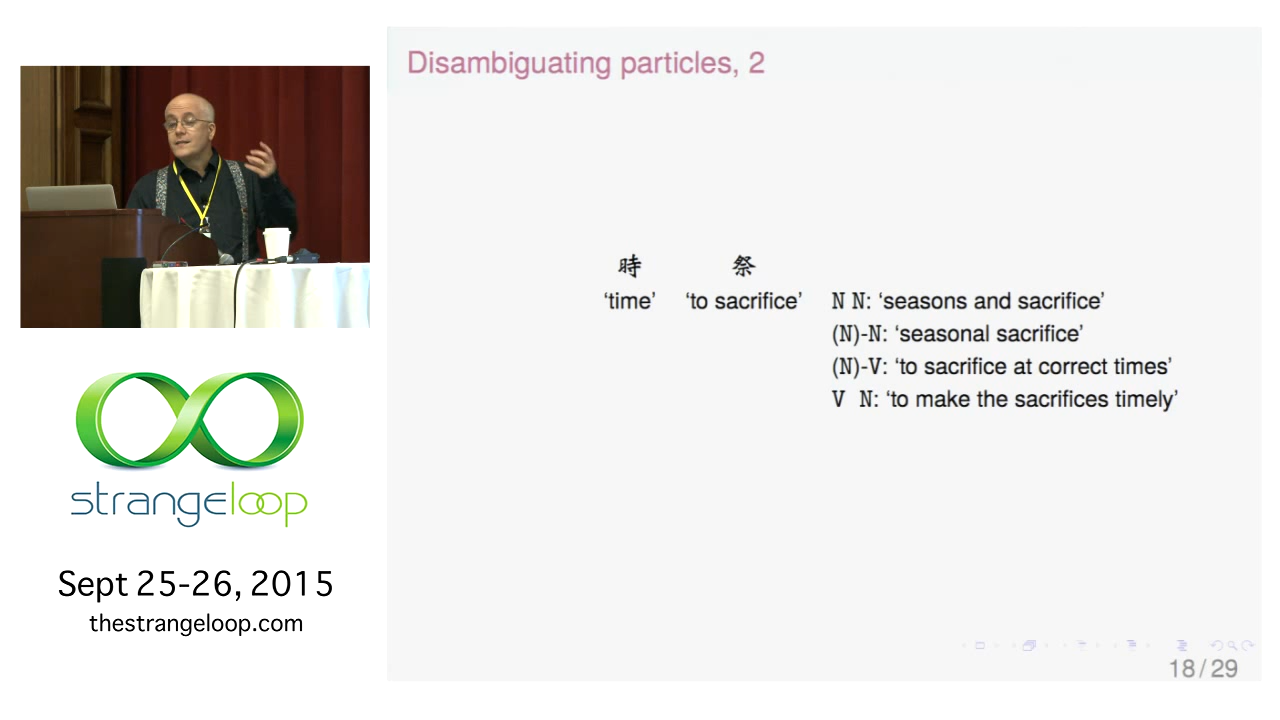 Disambiguating particles, 2
時 祭
‘time’ ‘to sacrifice’ N N: ‘seasons and sacrifice’
(N)-N: ‘seasonal sacrifice’
(N)-V: ‘to sacrifice at correct times’
V N: ‘to make the sacrifices timely’
18 / 29
strangeloop
Sept 25-26, 2015
thestrangeloop.com